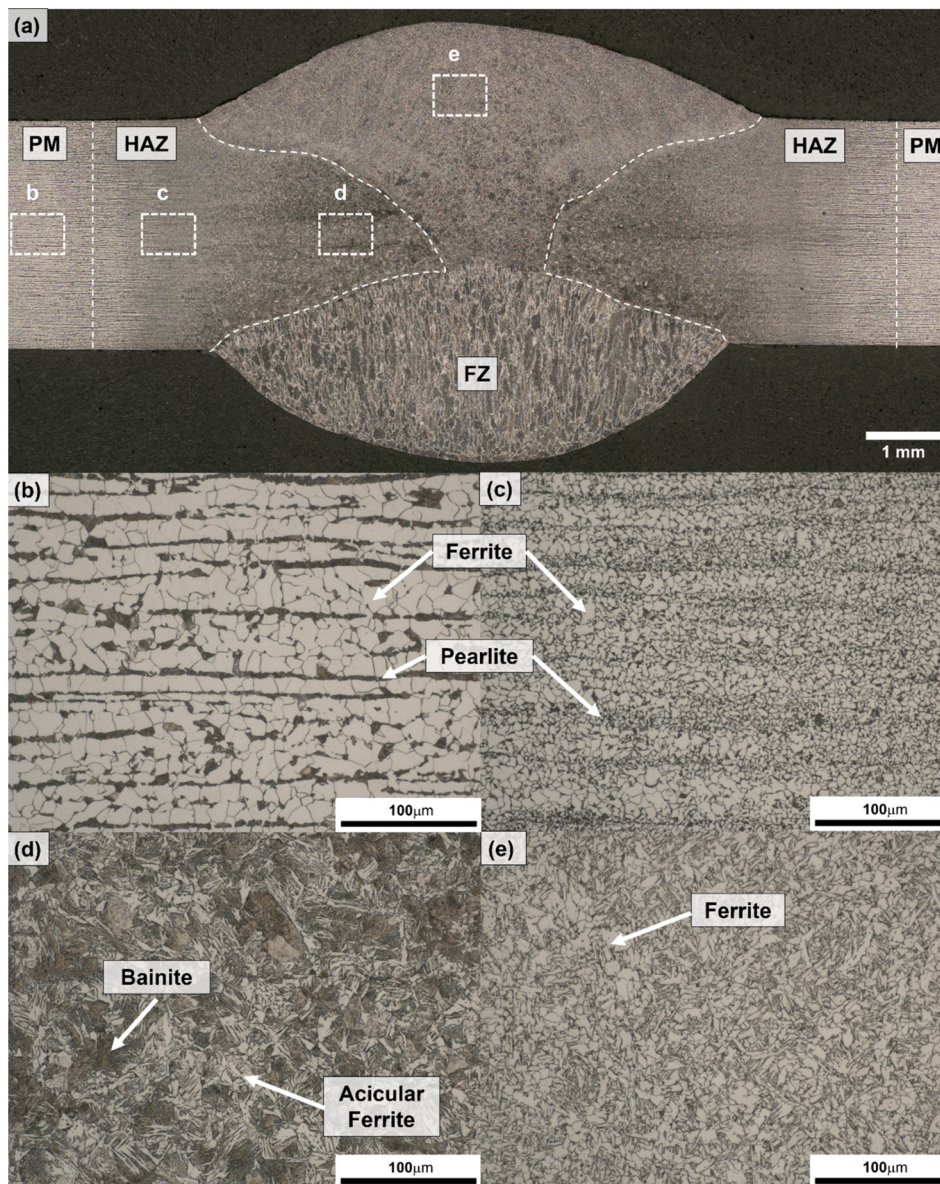 (a)
e
PM
HAZ
HAZ
PM
b
c
d
FZ
1 mm
(b)
(c)
Ferrite
Pearlite
100µm
100µm
(d)
(e)
Ferrite
Bainite
Acicular
Ferrite
100µm
100µm